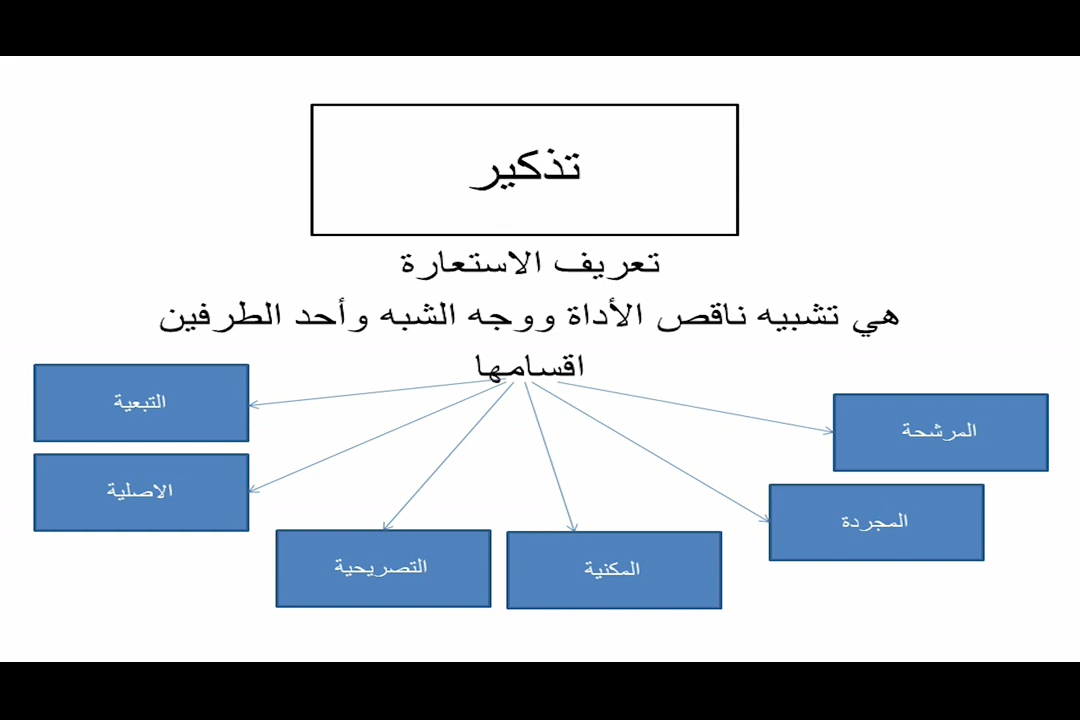 تذكير
تعريف الاستعارة
هي تشبيه ناقص الأداة ووجه الشبه وأحد الطرفين
اقسامها
المرشحة
المجردة
المكنية
التصريحية
الاصلية
التبعية